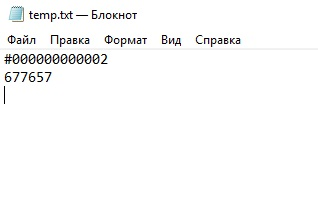 temp.txt — Блокнот
Файл Правка Формат Вид Справка
#000000000002
677657